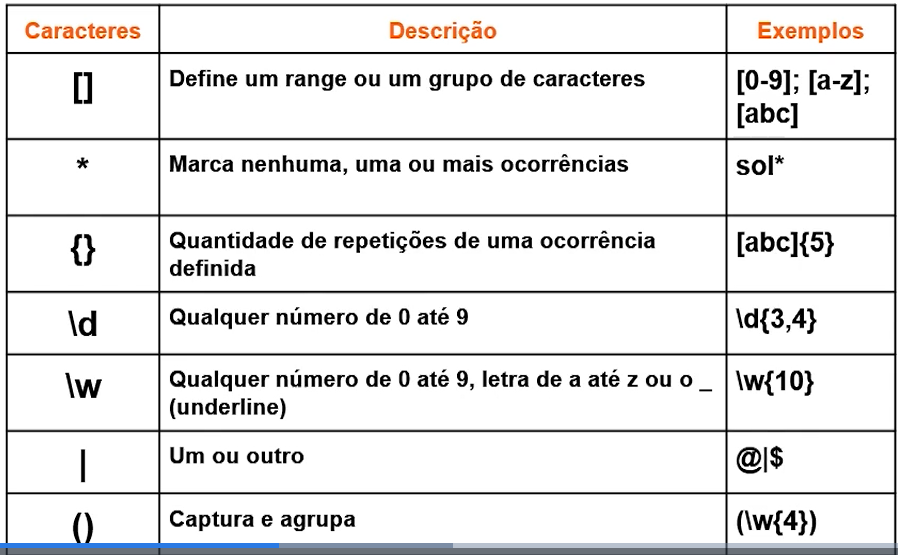 Caracteres Descrição Exemplos
[] Define um range ou um grupo de caracteres [0-9]; [a-z];
[abc]
* Marca nenhuma, uma ou mais ocorrências sol*
{} Quantidade de repetições de uma ocorrência [abc]{5}
definida
\d Qualquer número de 0 até 9 \d{3,4}
\w Qualquer número de 0 até 9, letra de a até z ou o _ \w{10}
(underline)
| Um ou outro @|$
() Captura e agrupa (\w{4})